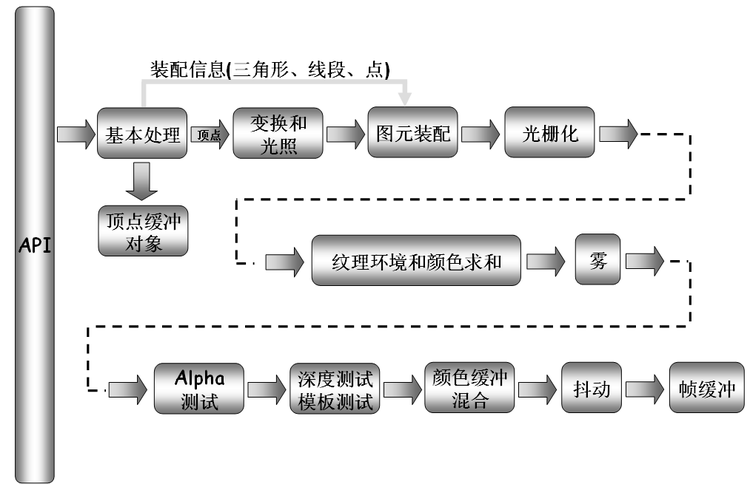 装配信息(三角形、线段、点)
API
基本处理
顶点
变换和
光照
图元装配
光栅化
顶点缓冲
对象
纹理环境和颜色求和
雾
Alpha
测试
深度测试
模板测试
颜色缓冲
混合
抖动
帧缓冲